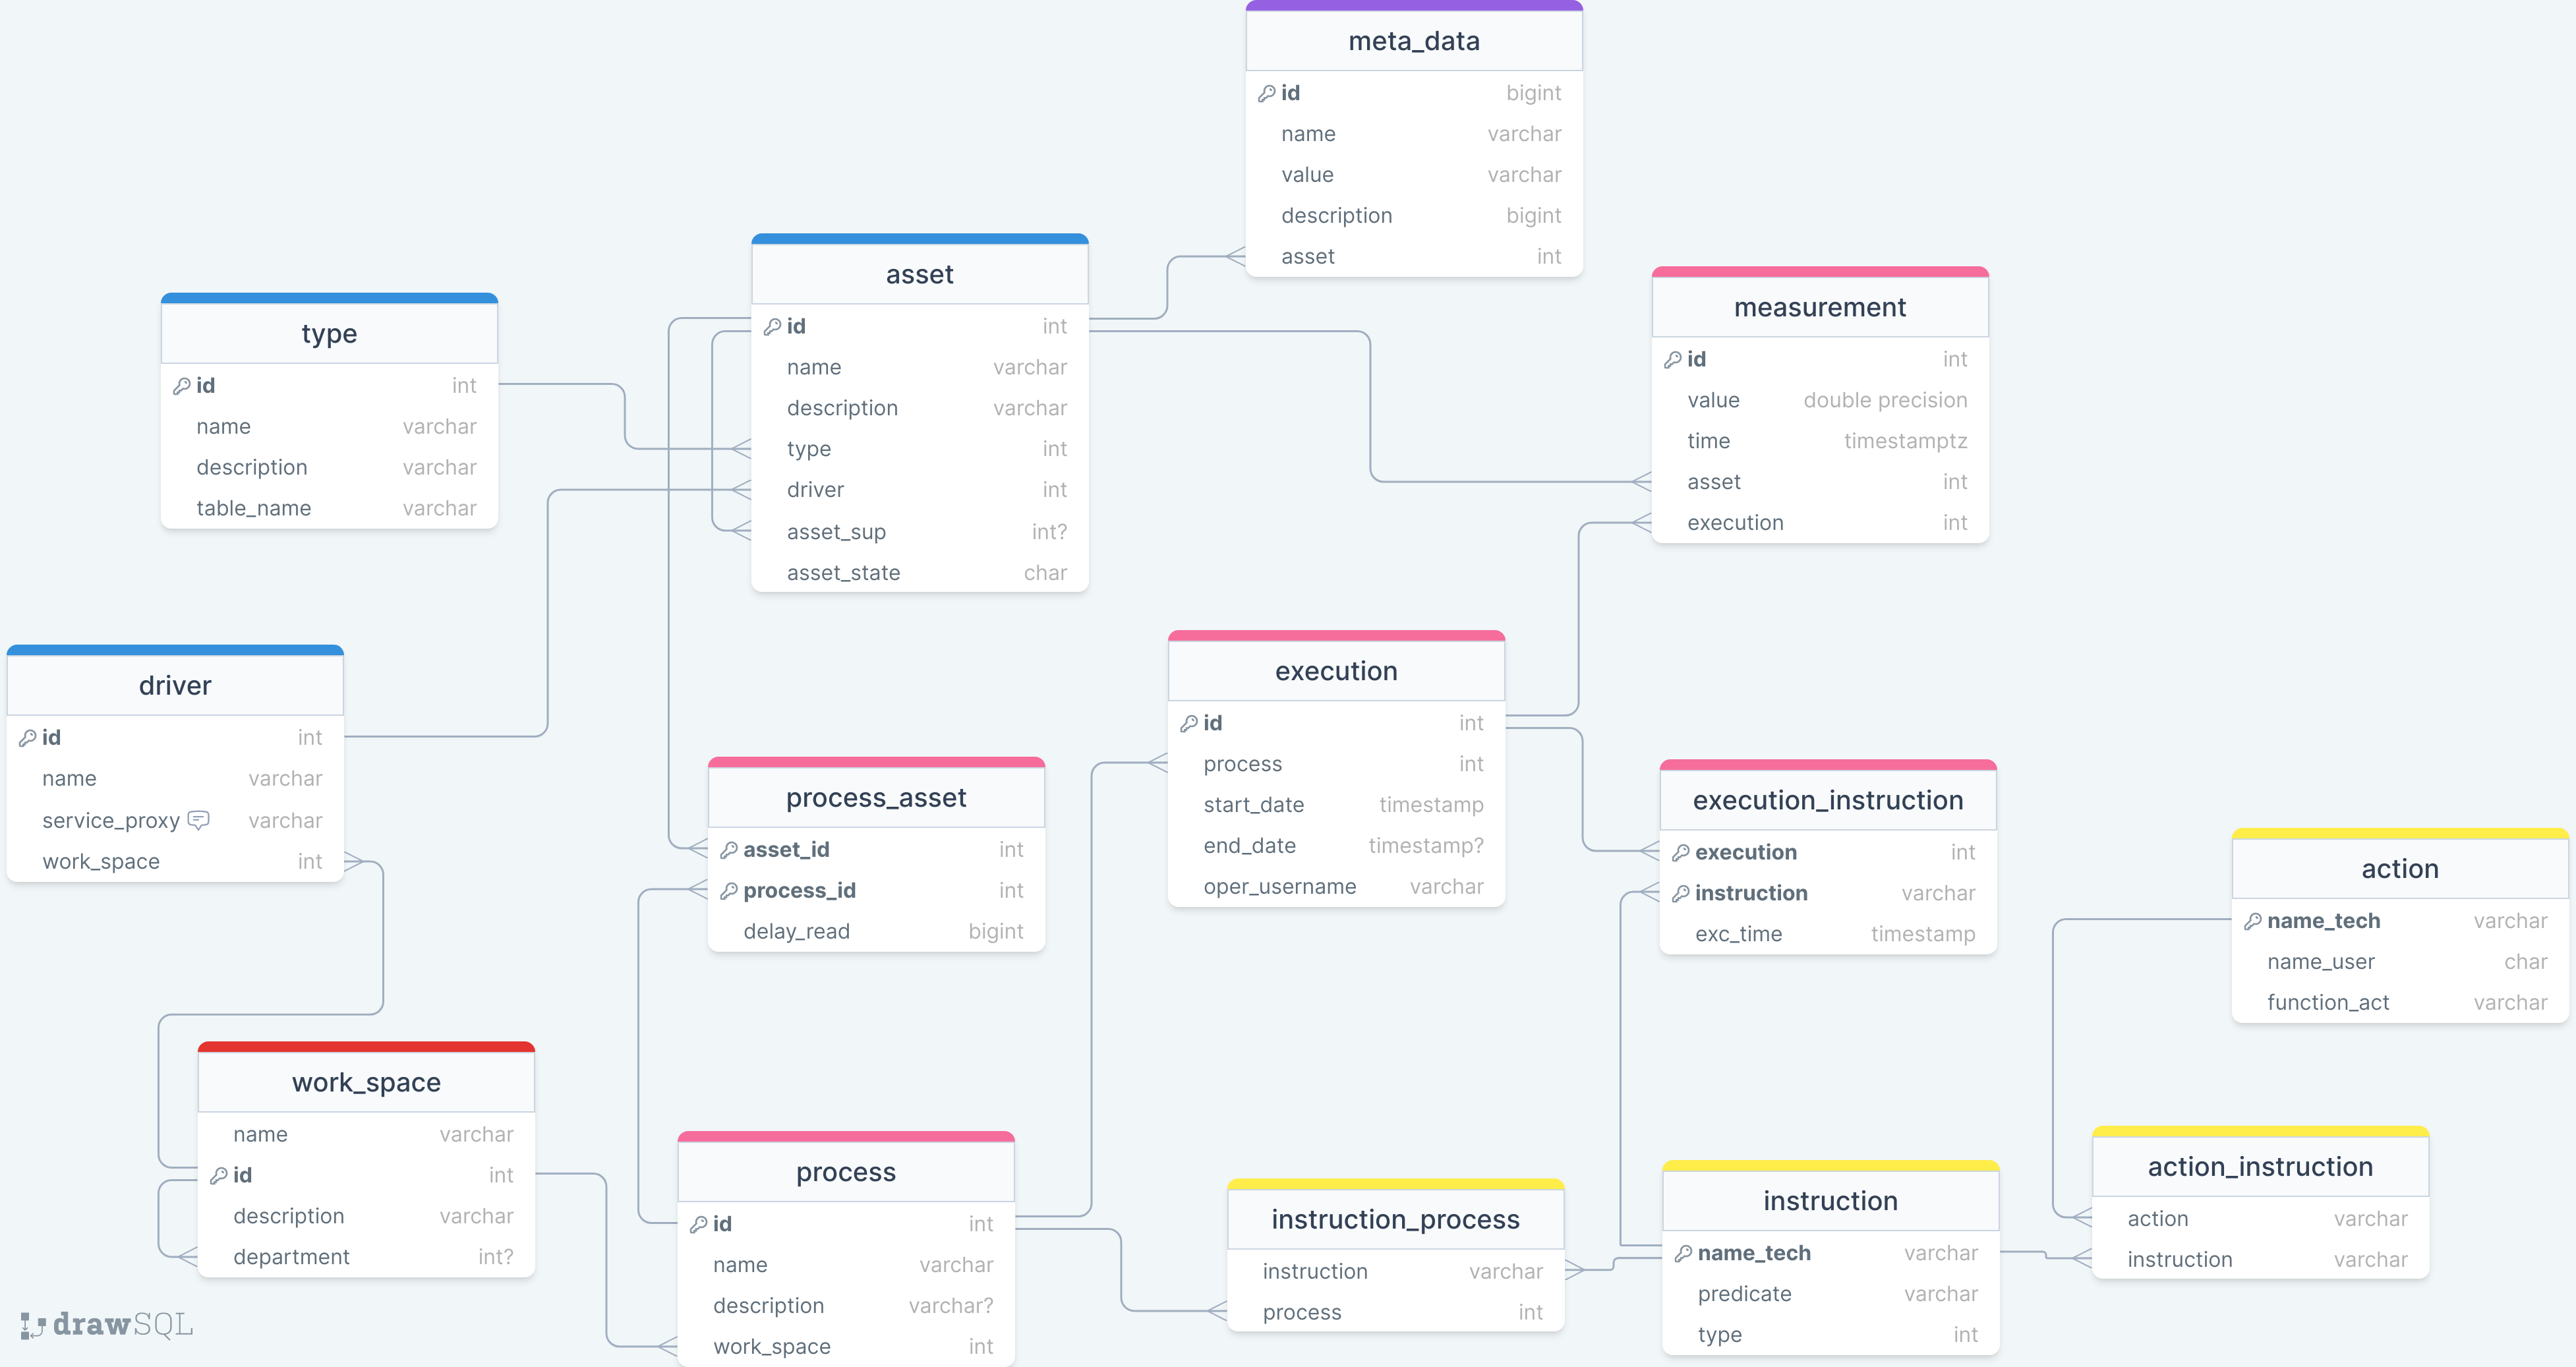 meta_data
id bigint
name varchar
value varchar
description bigint
asset int
asset
id int
name varchar
description varchar
type int
driver int
asset_sup int?
asset_state char
measurement
id int
value double precision
time timestamptz
asset int
execution int
type
id int
name varchar
description varchar
table_name varchar
driver
id int
name varchar
service_proxy varchar
work_space int
execution
id int
process int
start_date timestamp
end_date timestamp?
oper_username varchar
process_asset
asset_id int
process_id int
delay_read bigint
execution_instruction
execution int
instruction varchar
exc_time timestamp
action
name_tech varchar
name_user char
function_act varchar
work_space
name varchar
id int
description varchar
department int?
process
id int
name varchar
description varchar?
work_space int
instruction_process
instruction varchar
process int
instruction
name_tech varchar
predicate varchar
type int
action_instruction
action varchar
instruction varchar
drawSQL